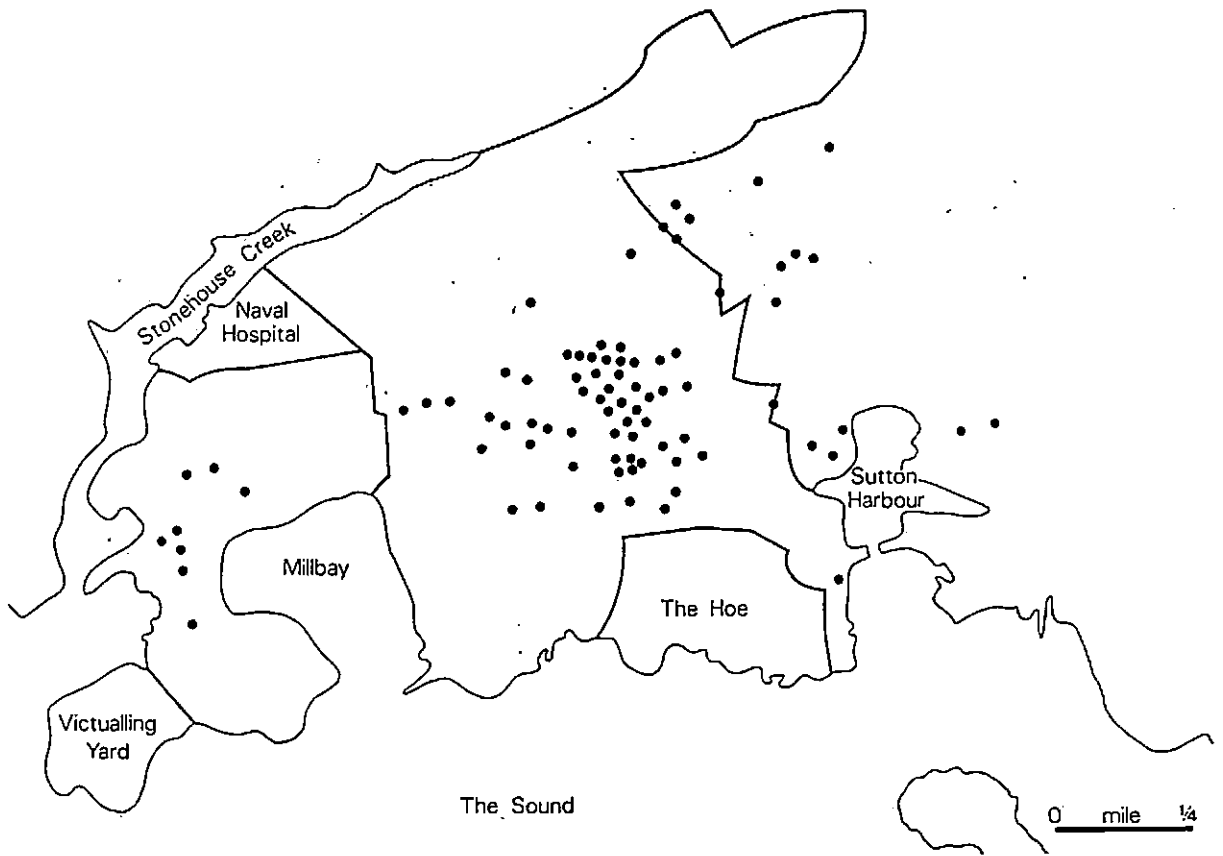 Stonehouse Creek
Naval
Hospital
Sutton
Harbour
Millbay
The Hoe
Victualling
Yard
The Sound
0 mile ¼